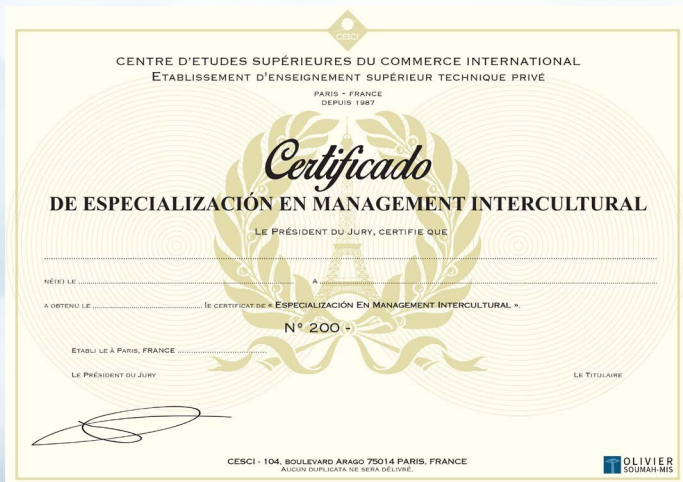 CESCI
CENTRE D'ETUDES SUPÉRIEURES DU COMMERCE INTERNATIONAL
ETABLISSEMENT D'ENSEIGNEMENT SUPÉRIEUR TECHNIQUE PRIVÉ
PARIS - FRANCE
DEPUIS 1987
Certificado
DE ESPECIALIZACIÓN EN MANAGEMENT INTERCULTURAL
LE PRÉSIDENT DU JURY, CERTIFIE QUE
NÉ(E) LE ........ A ........
A OBTENU LE ........ le CERTIFICAT DE « ESPECIALIZACIÓN EN MANAGEMENT INTERCULTURAL ».
N° 200 -
ETABLI LE À PARIS, FRANCE ........
LE PRÉSIDENT DU JURY LE TITULAIRE
CESCI - 104, BOULEVARD ARAGO 75014 PARIS, FRANCE
AUCUN DUPLICATA NE SERA DÉLIVRÉ.
OLIVIER
SOUMAH-MIS